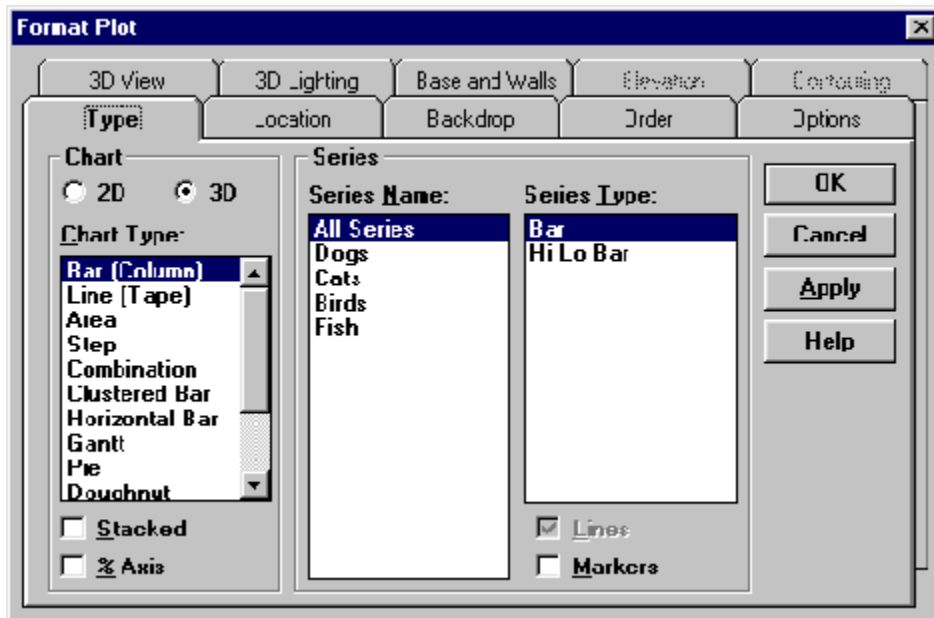 Format Plot
3D View
3D Lighting
Base and Walls
Elevation
Contouring
Type
Location
Backdrop
Order
Options
Chart
2D
3D
Chart Type:
Bar (Column)
Line (Tape)
Area
Step
Combination
Clustered Bar
Horizontal Bar
Gantt
Pie
Doughnut
Stacked
% Axis
Series
Series Name:
All Series
Dogs
Cats
Birds
Fish
Series Type:
Bar
Hi Lo Bar
Lines
Markers
OK
Cancel
Apply
Help